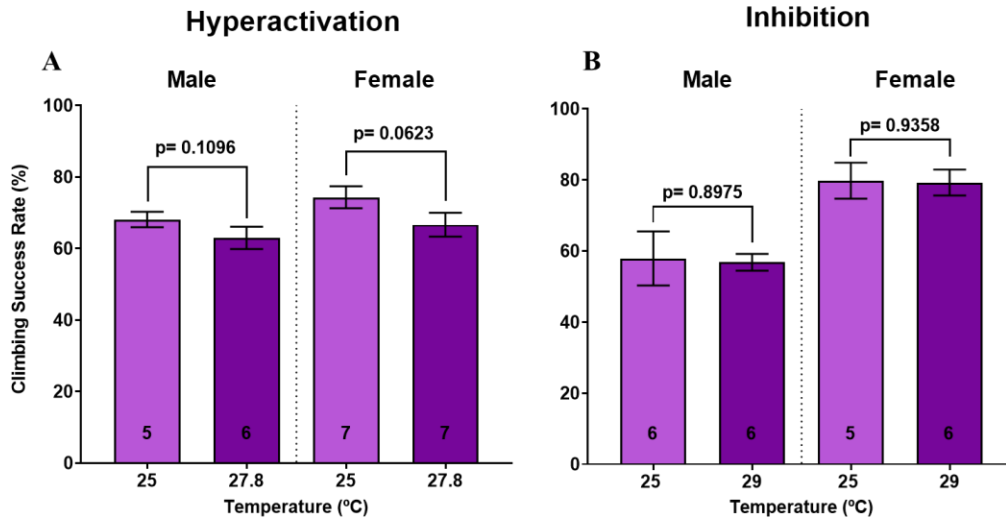 Hyperactivation
Inhibition
A
Male
Female
B
Male
Female
Climbing Success Rate (%)
100
80
60
40
20
0
p= 0.1096
p= 0.0623
5
6
7
7
25
27.8
25
27.8
Temperature (ºC)
100
80
60
40
20
0
p= 0.8975
p= 0.9358
6
6
5
6
25
29
25
29
Temperature (ºC)